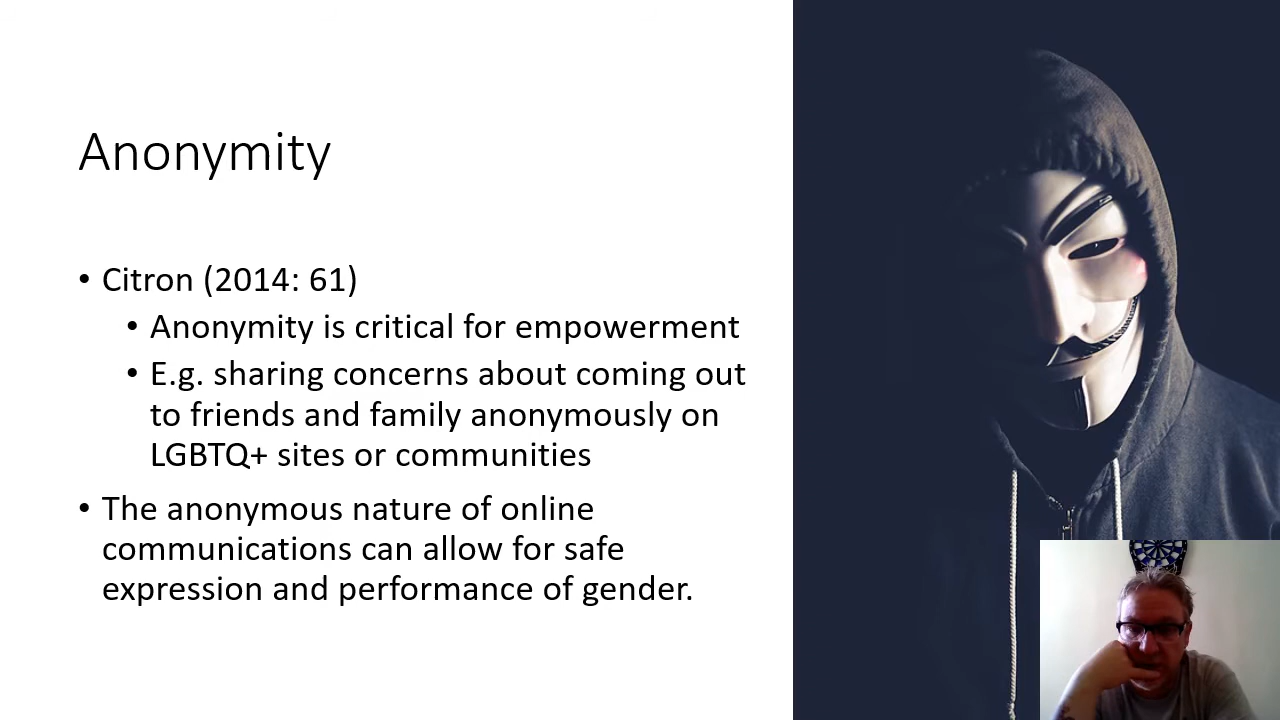 Anonymity
• Citron (2014: 61)
• Anonymity is critical for empowerment
• E.g. sharing concerns about coming out
to friends and family anonymously on
LGBTQ+ sites or communities
• The anonymous nature of online
communications can allow for safe
expression and performance of gender.